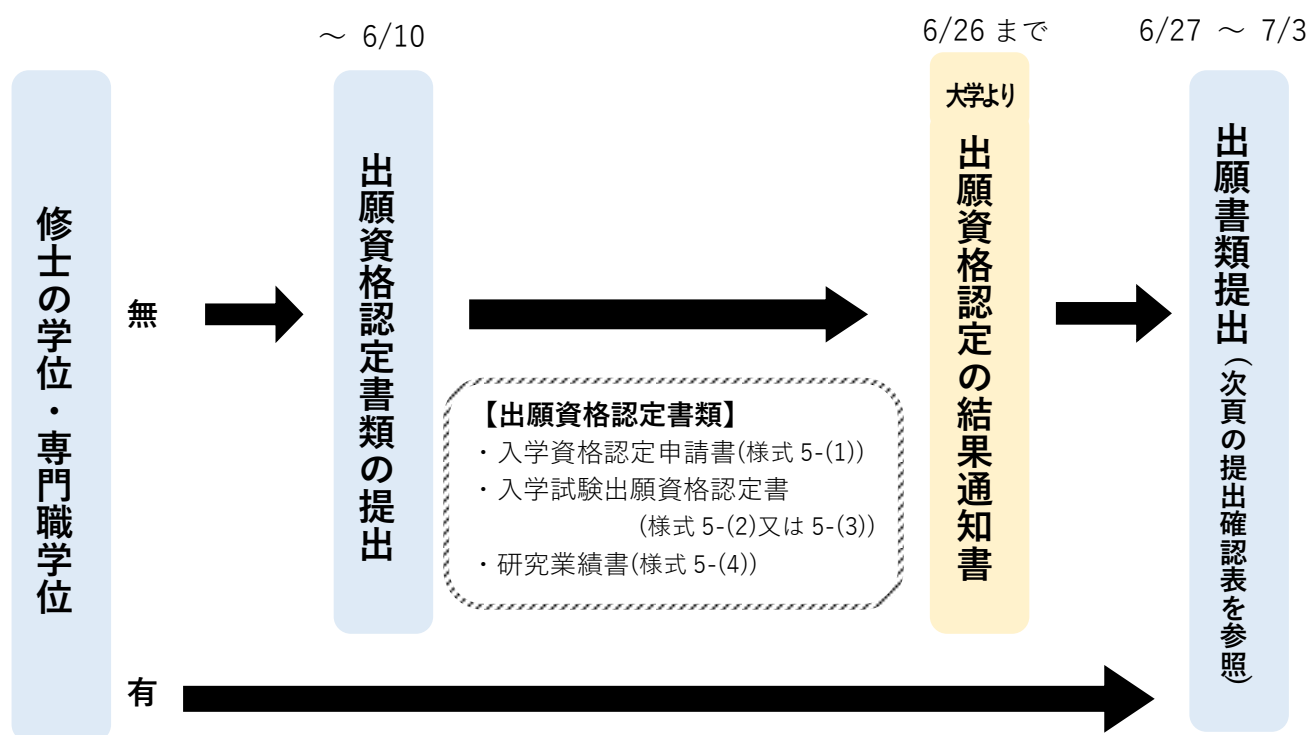 ～ 6/10
6/26 まで
6/27 ～ 7/3
修士の学位・専門職学位
無
有
出願資格認定書類の提出
【出願資格認定書類】
・入学資格認定申請書(様式 5-(1))
・入学試験出願資格認定書
(様式 5-(2)又は 5-(3))
・研究業績書(様式 5-(4))
大学より
出願資格認定の結果通知書
出願書類提出(次頁の提出確認表を参照)